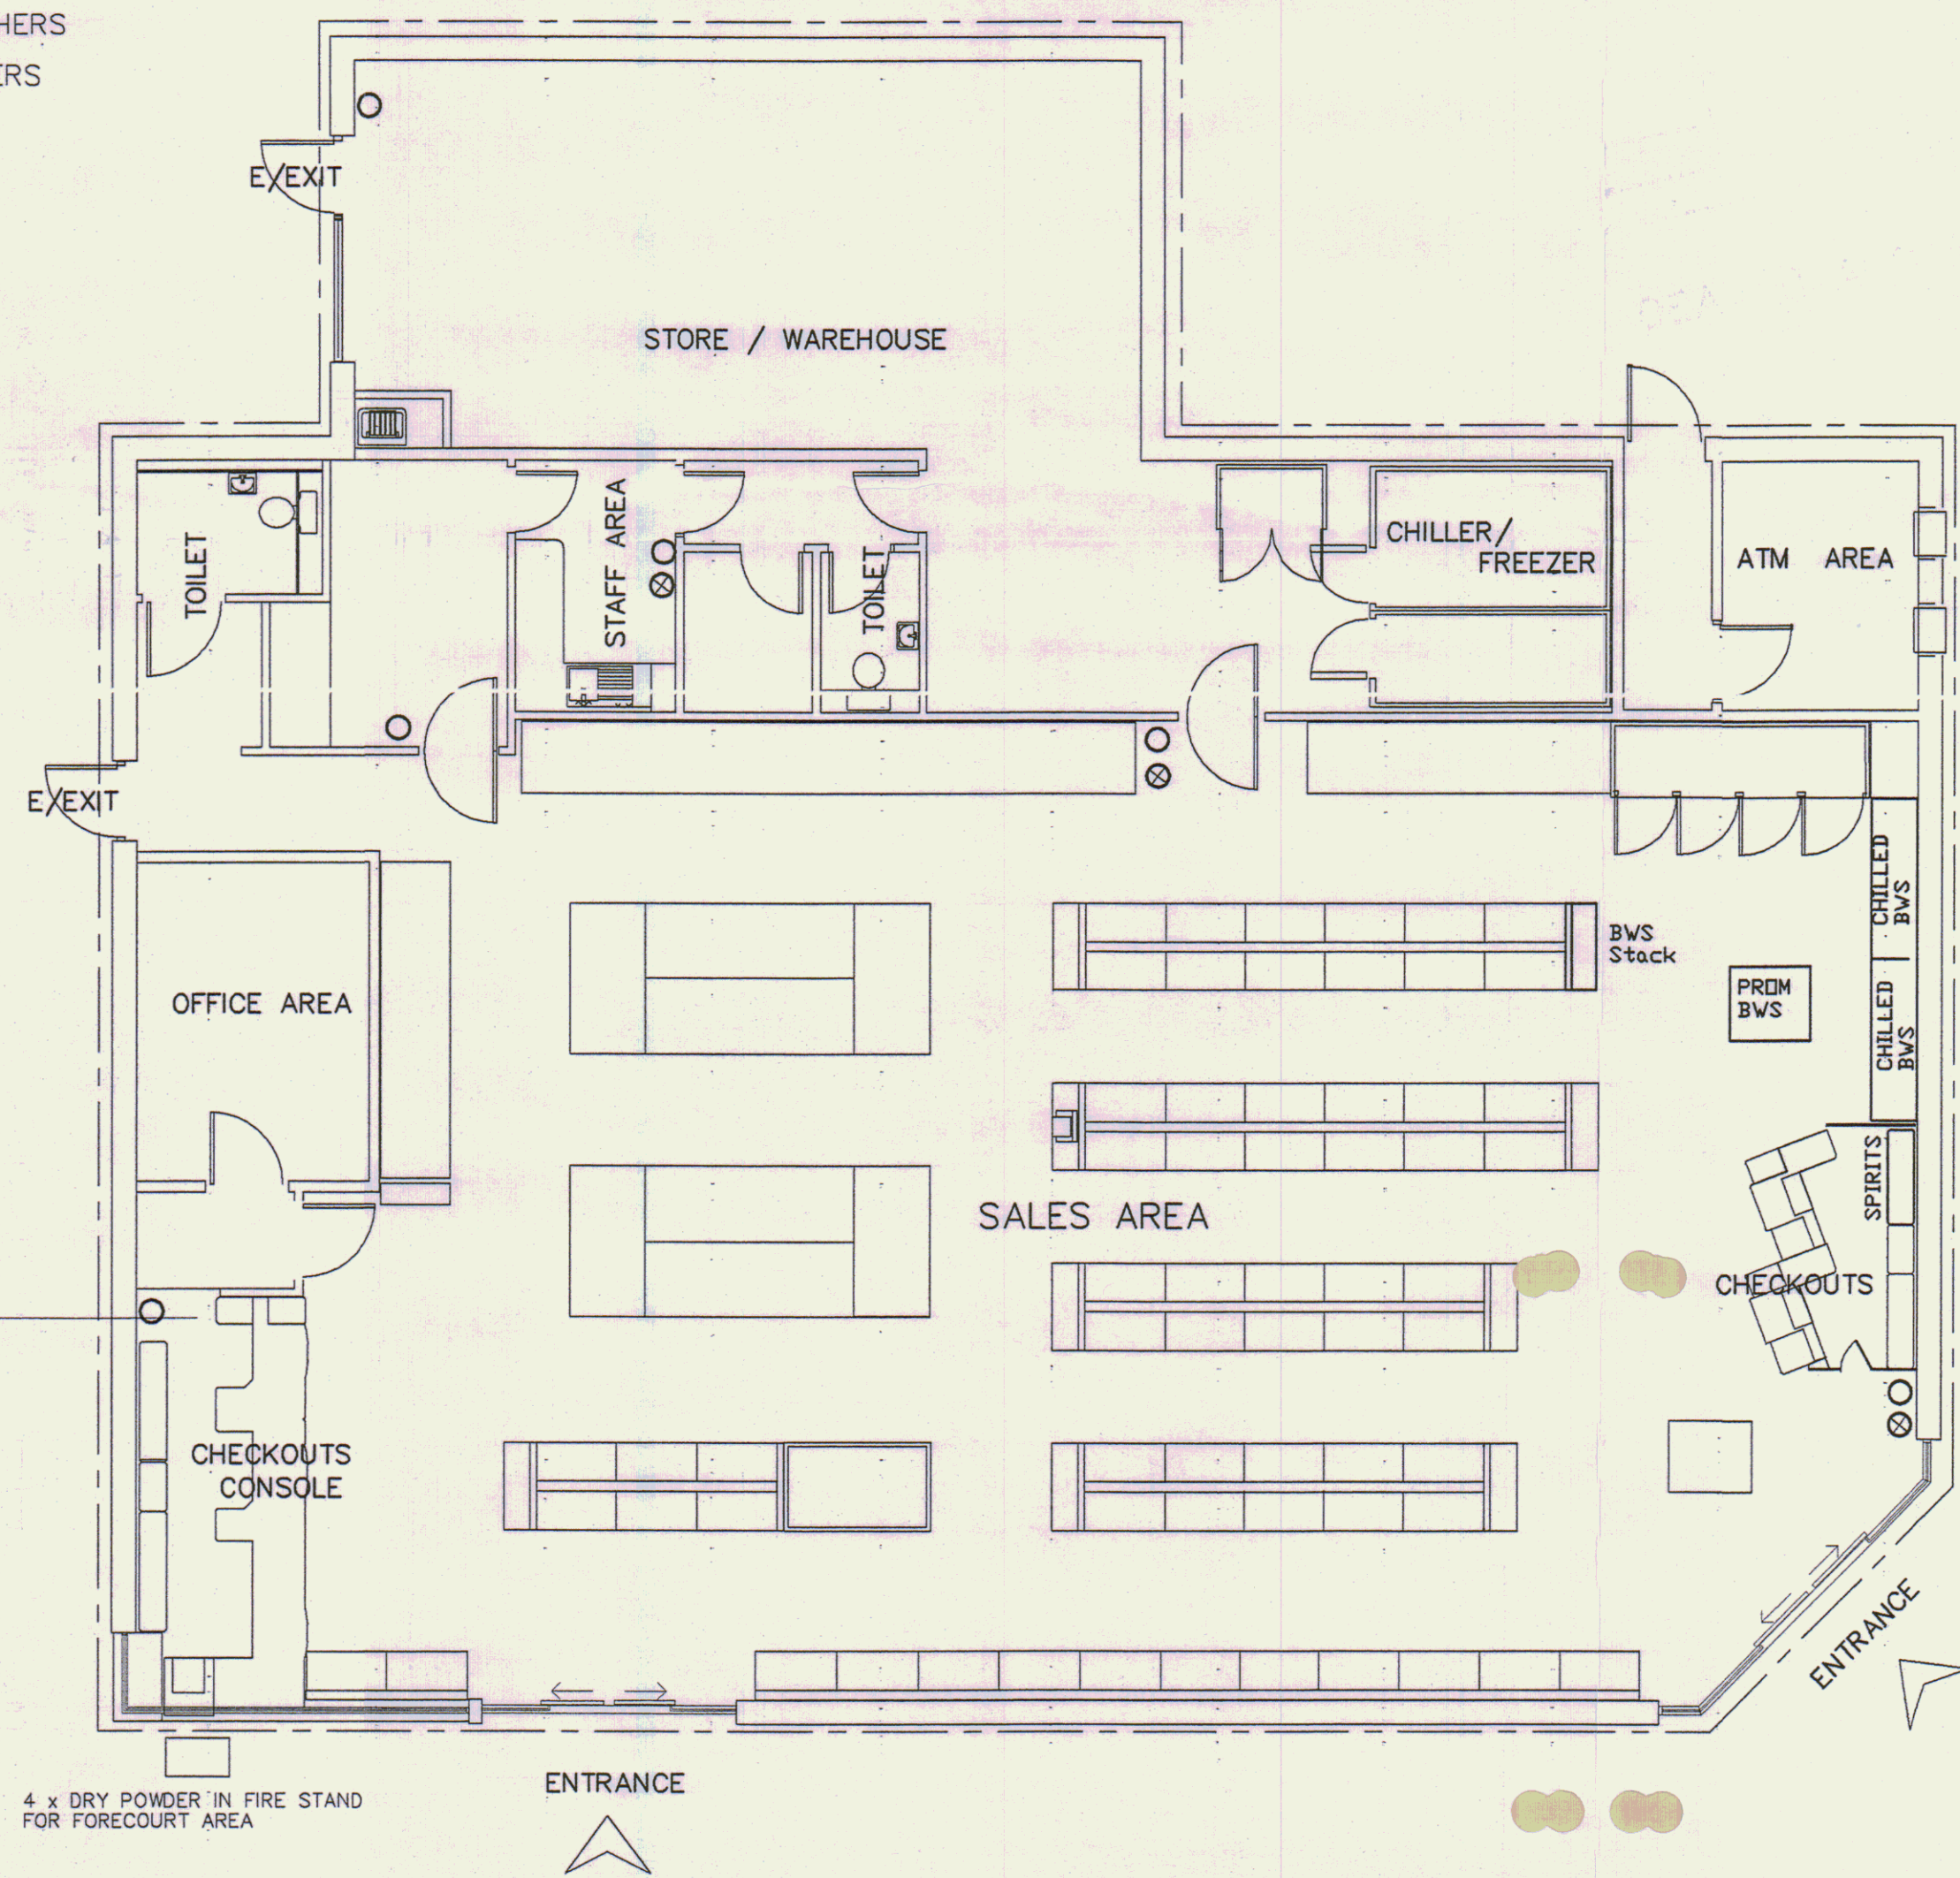 HERS
ERS
E/EXIT
STORE / WAREHOUSE
TOILET
STAFF AREA
TOILET
CHILLER/
FREEZER
ATM AREA
E/EXIT
CHILLED
BWS
BWS
Stack
OFFICE AREA
PROM
BWS
CHILLED
BWS
SPIRITS
SALES AREA
CHECKOUTS
CHECKOUTS
CONSOLE
ENTRANCE
ENTRANCE
4 x DRY POWDER IN FIRE STAND
FOR FORECOURT AREA